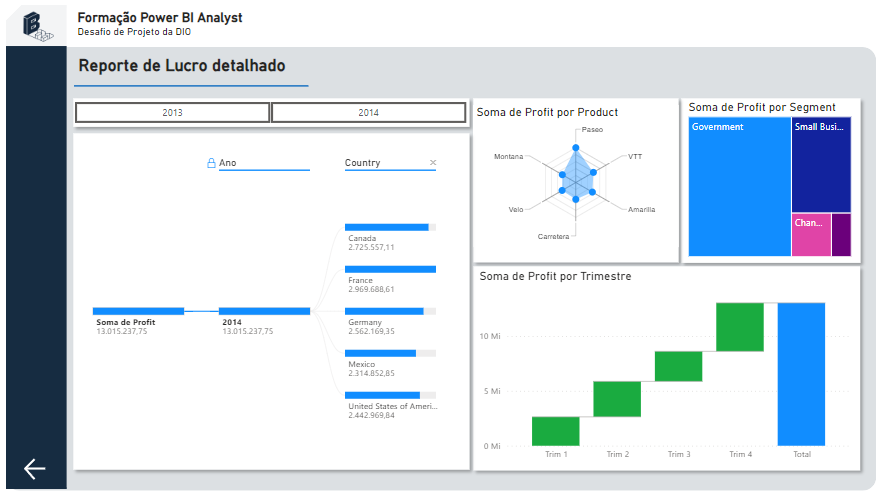 Formação Power BI Analyst
Desafio de Projeto da DIO
Reporte de Lucro detalhado
2013
2014
Ano
Country
Soma de Profit
13.015.237,75
2014
13.015.237,75
Canada
2.725.557,11
France
2.969.688,61
Germany
2.562.169,35
Mexico
2.314.852,85
United States of Ameri...
2.442.969,84
Soma de Profit por Product
Paseo
VTT
Amarilla
Carretera
Velo
Montana
Soma de Profit por Segment
Government
Small Busi...
Chan...
Soma de Profit por Trimestre
10 Mi
5 Mi
0 Mi
Trim 1
Trim 2
Trim 3
Trim 4
Total